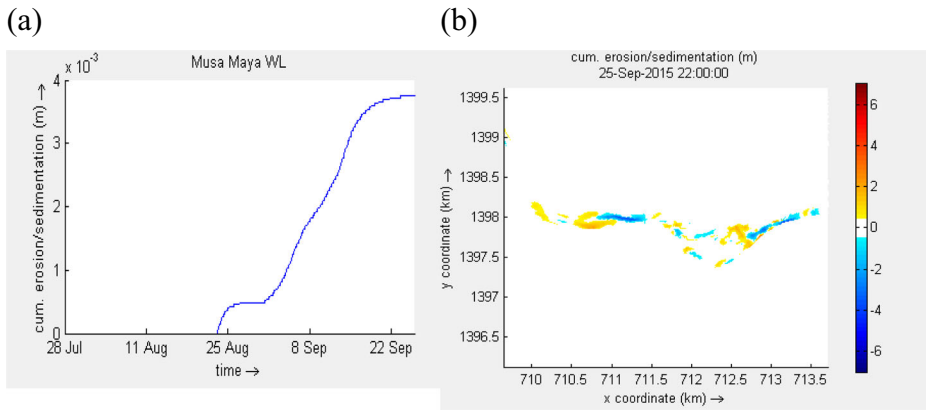 (a)
Musa Maya WL
x 10⁻³
cum. erosion/sedimentation (m) →
4
3
2
1
0
28 Jul 11 Aug 25 Aug 8 Sep 22 Sep
time →
(b)
cum. erosion/sedimentation (m)
25-Sep-2015 22:00:00
y coordinate (km) →
1399.5
1399
1398.5
1398
1397.5
1397
1396.5
710 710.5 711 711.5 712 712.5 713 713.5
x coordinate (km) →
6
4
2
0
-2
-4
-6